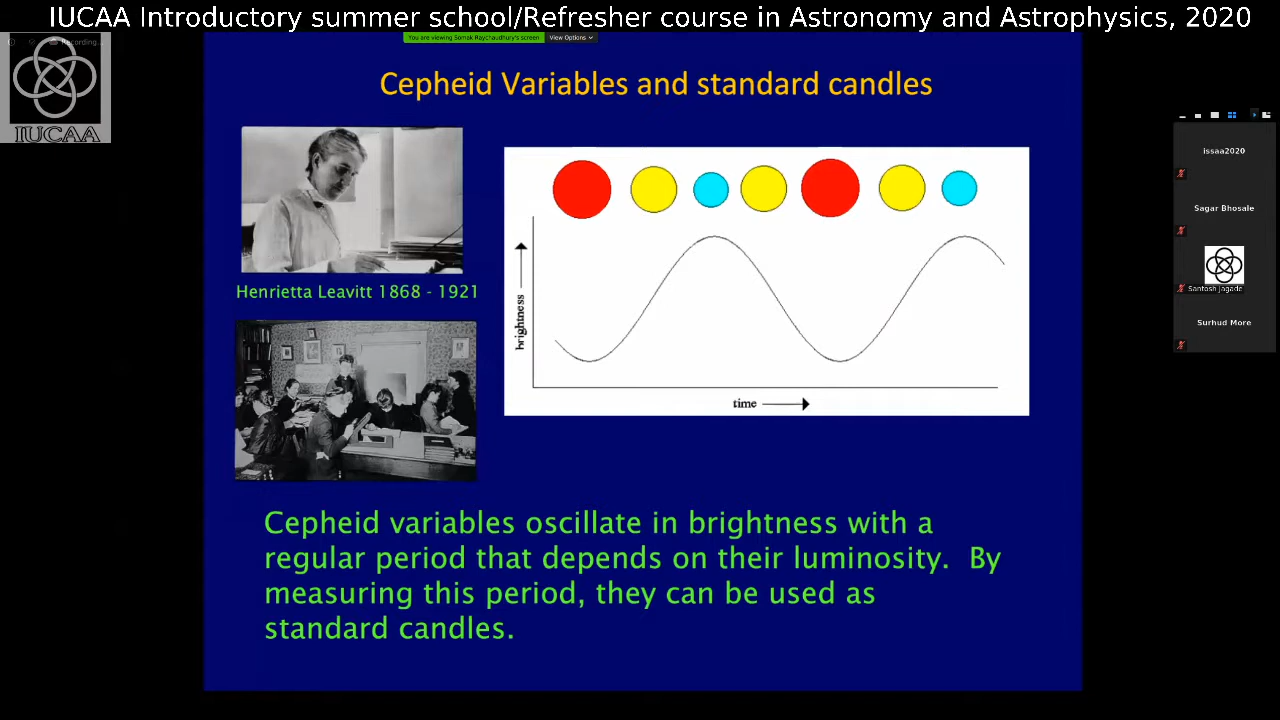 IUCAA Introductory summer school/Refresher course in Astronomy and Astrophysics, 2020
You are viewing Somak Raychaudhury's screen
View Options
Recording...
IUCAA
Cepheid Variables and standard candles
Henrietta Leavitt 1868 - 1921
brightness
time
Cepheid variables oscillate in brightness with a
regular period that depends on their luminosity. By
measuring this period, they can be used as
standard candles.
issaa2020
Sagar Bhosale
Santosh Jagade
Surhud More